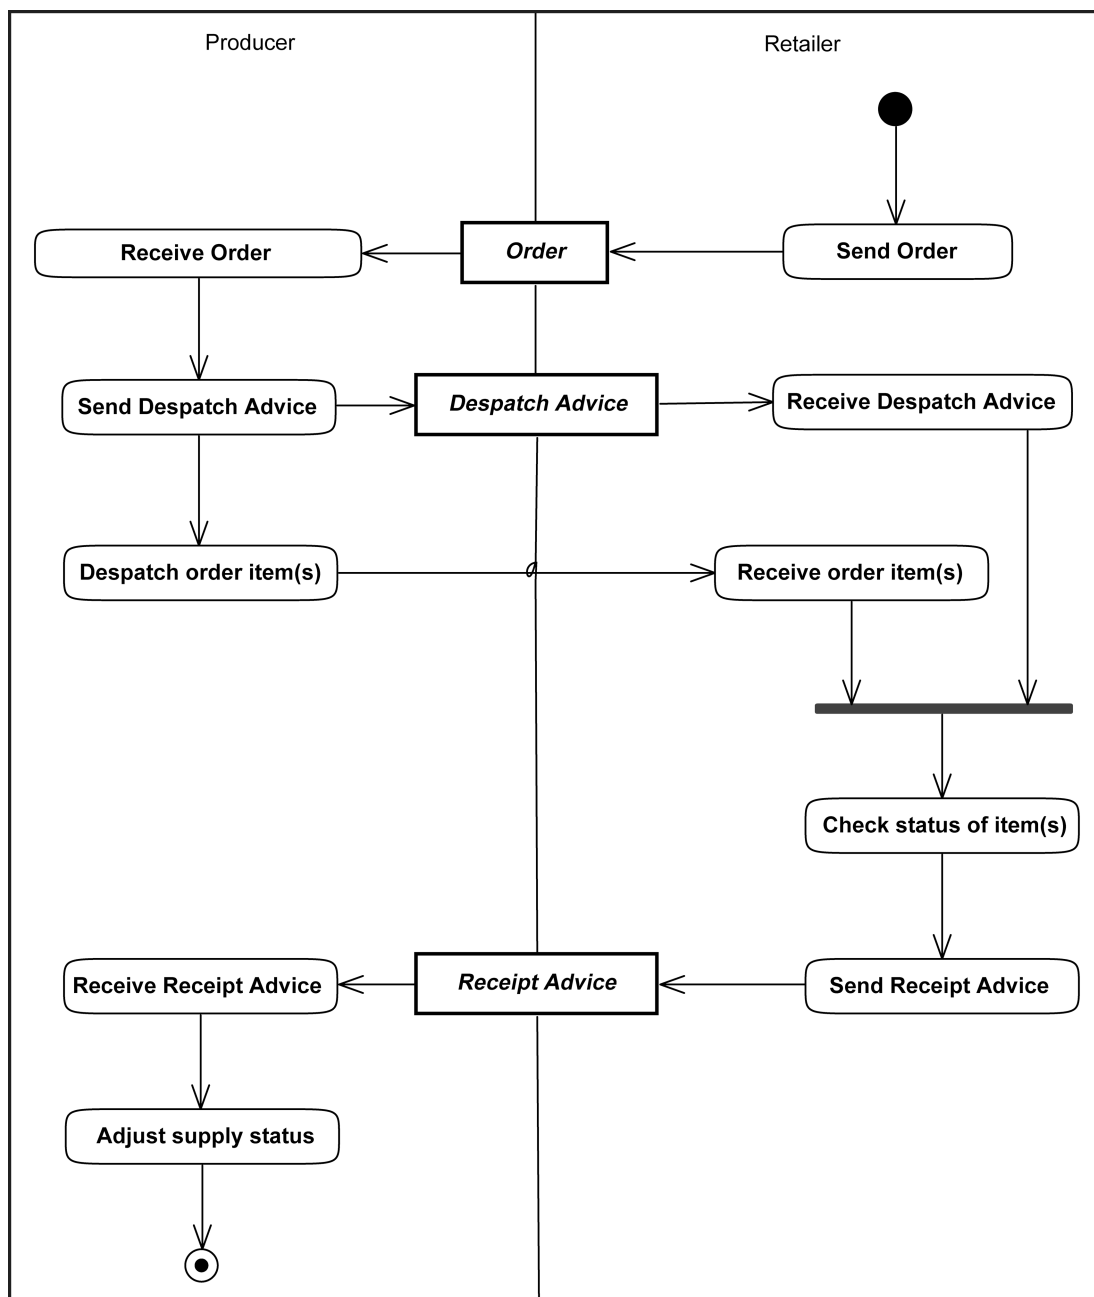 Producer
Retailer
Receive Order
Order
Send Order
Send Despatch Advice
Despatch Advice
Receive Despatch Advice
Despatch order item(s)
Receive order item(s)
Check status of item(s)
Receive Receipt Advice
Receipt Advice
Send Receipt Advice
Adjust supply status